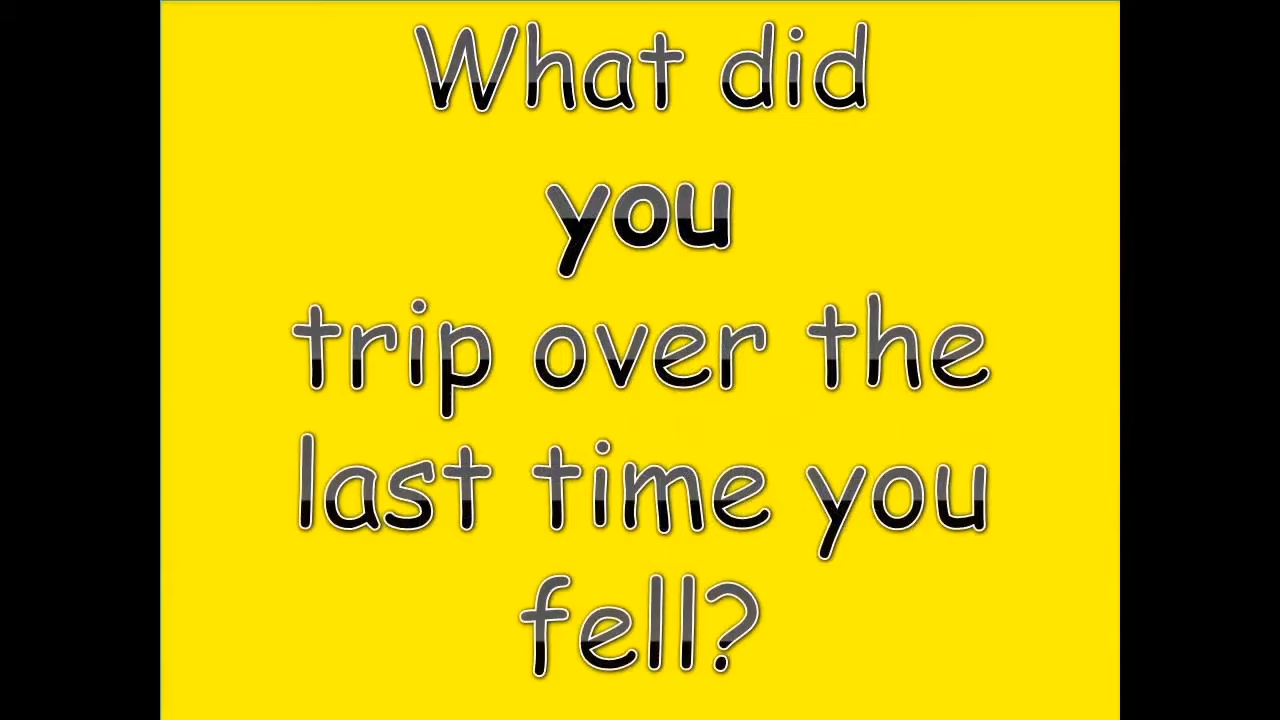 What did
you
trip over the
last time you
fell?